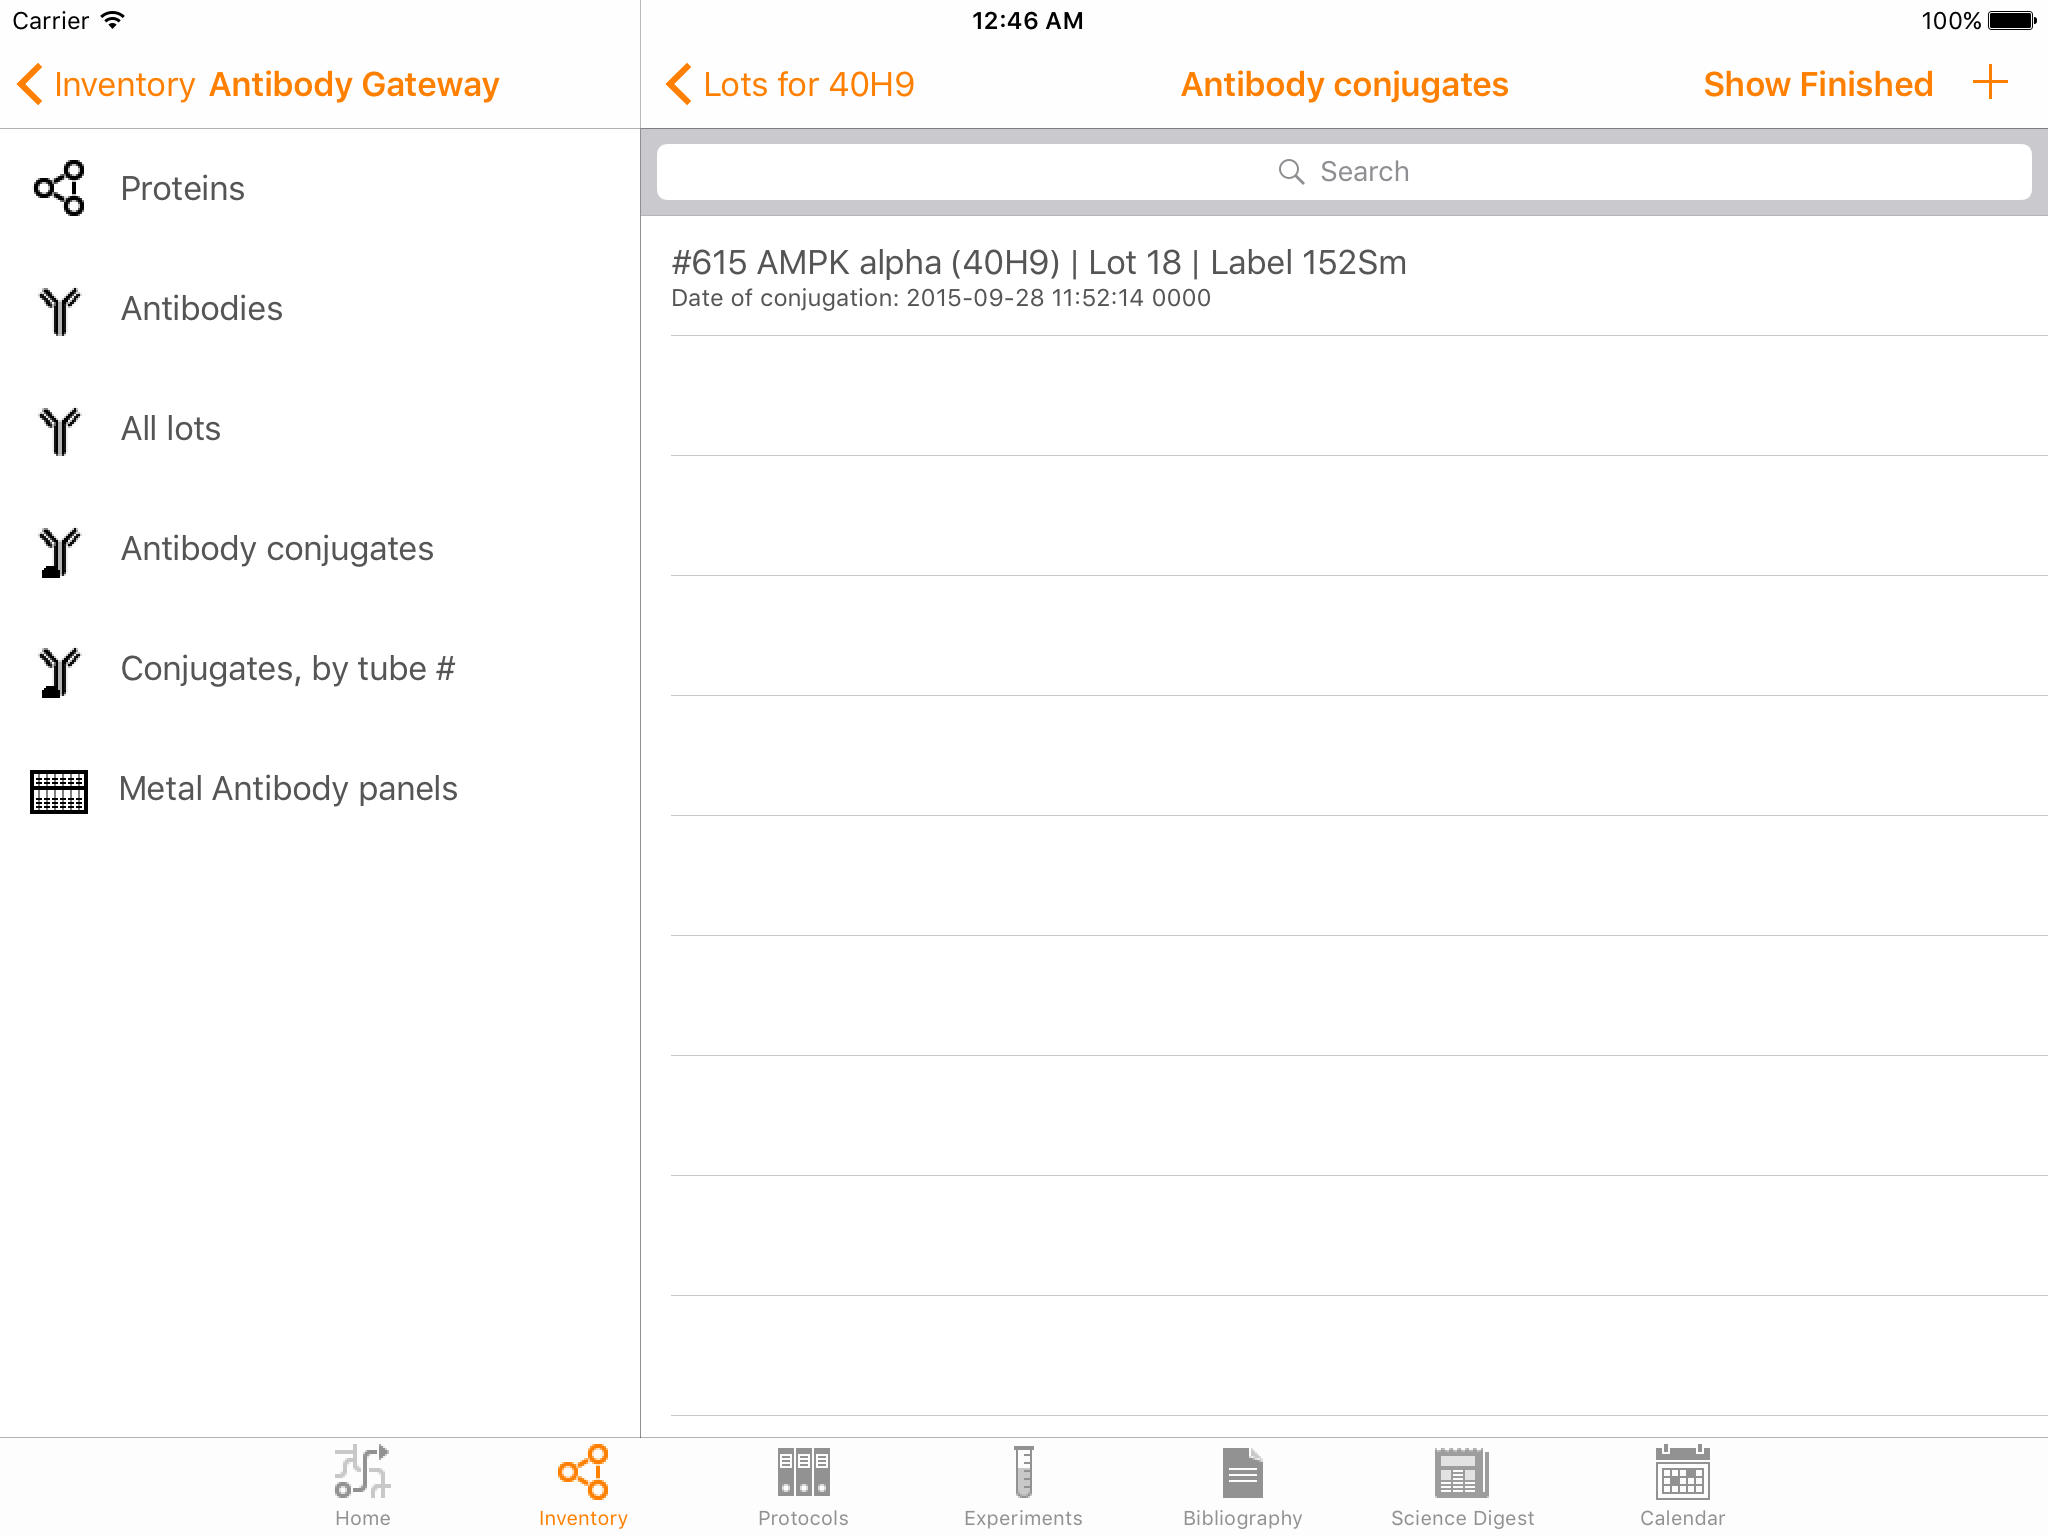 Carrier
12:46 AM
100%
Inventory
Antibody Gateway
Lots for 40H9
Antibody conjugates
Show Finished
Search
Proteins
Antibodies
All lots
Antibody conjugates
Conjugates, by tube #
Metal Antibody panels
#615 AMPK alpha (40H9) | Lot 18 | Label 152Sm
Date of conjugation: 2015-09-28 11:52:14 0000
Home
Inventory
Protocols
Experiments
Bibliography
Science Digest
Calendar